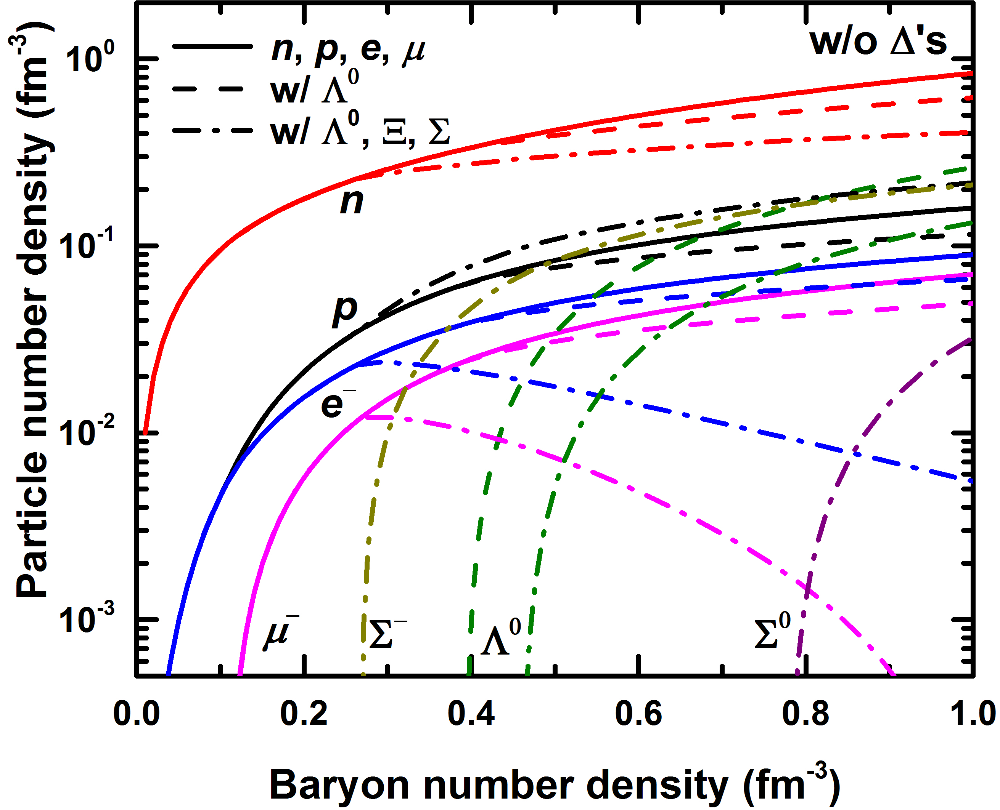 Particle number density (fm⁻³)
10⁰
10⁻¹
10⁻²
10⁻³
n, p, e, μ
w/ Λ⁰
w/ Λ⁰, Ξ, Σ
w/o Δ's
n
p
e⁻
μ⁻
Σ⁻
Λ⁰
Σ⁰
0.0 0.2 0.4 0.6 0.8 1.0
Baryon number density (fm⁻³)